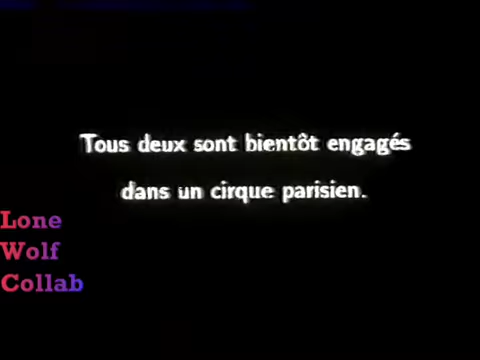 Tous deux sont bientôt engagés
dans un cirque parisien.
Lone
Wolf
Collab